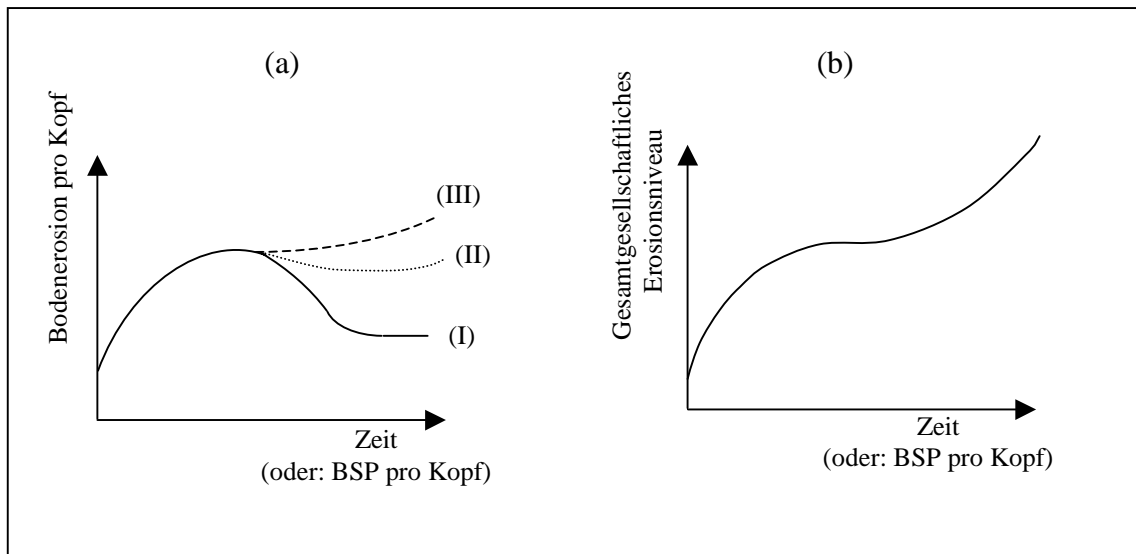 (a)
Bodenerosion pro Kopf
(III)
(II)
(I)
Zeit
(oder: BSP pro Kopf)
(b)
Gesamtgesellschaftliches
Erosionsniveau
Zeit
(oder: BSP pro Kopf)